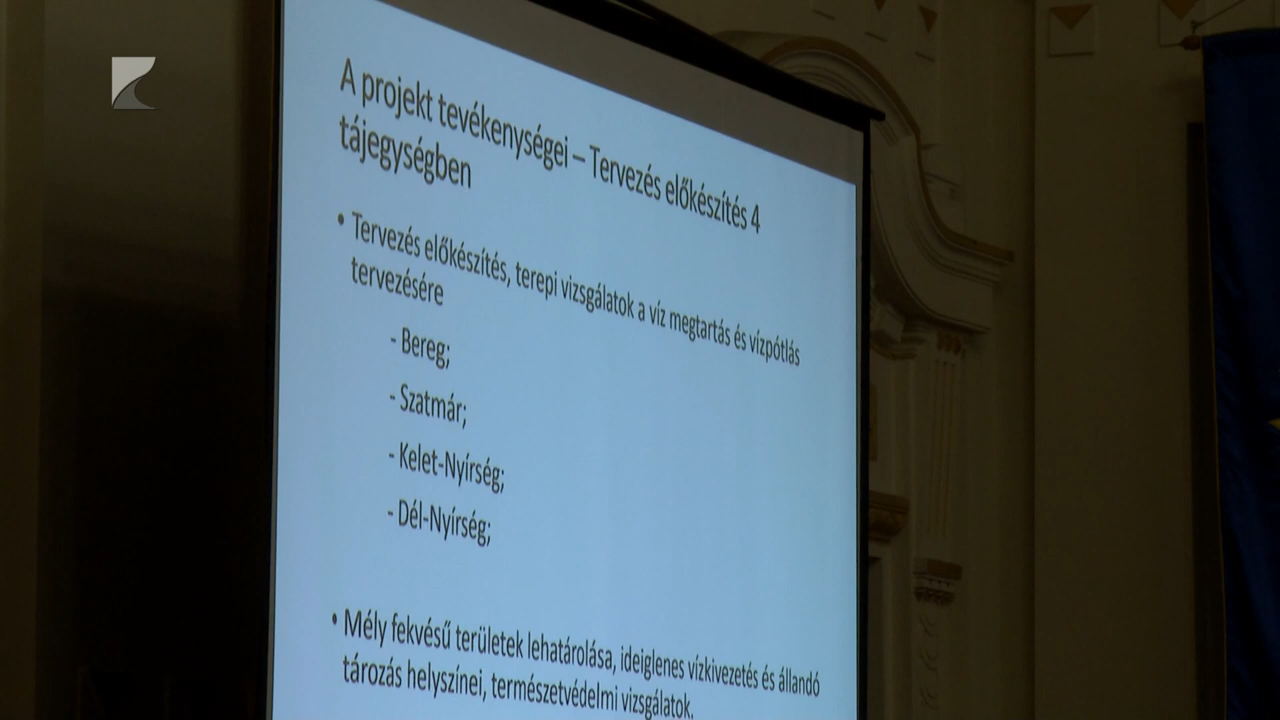 A projekt tevékenységei – Tervezés előkészítés 4
tájegységben
• Tervezés előkészítés, terepi vizsgálatok a víz megtartás és vízpótlás
tervezésére
- Bereg;
- Szatmár;
- Kelet-Nyírség;
- Dél-Nyírség;
• Mély fekvésű területek lehatárolása, ideiglenes vízkivezetés és állandó
tározás helyszínei, természetvédelmi vizsgálatok.